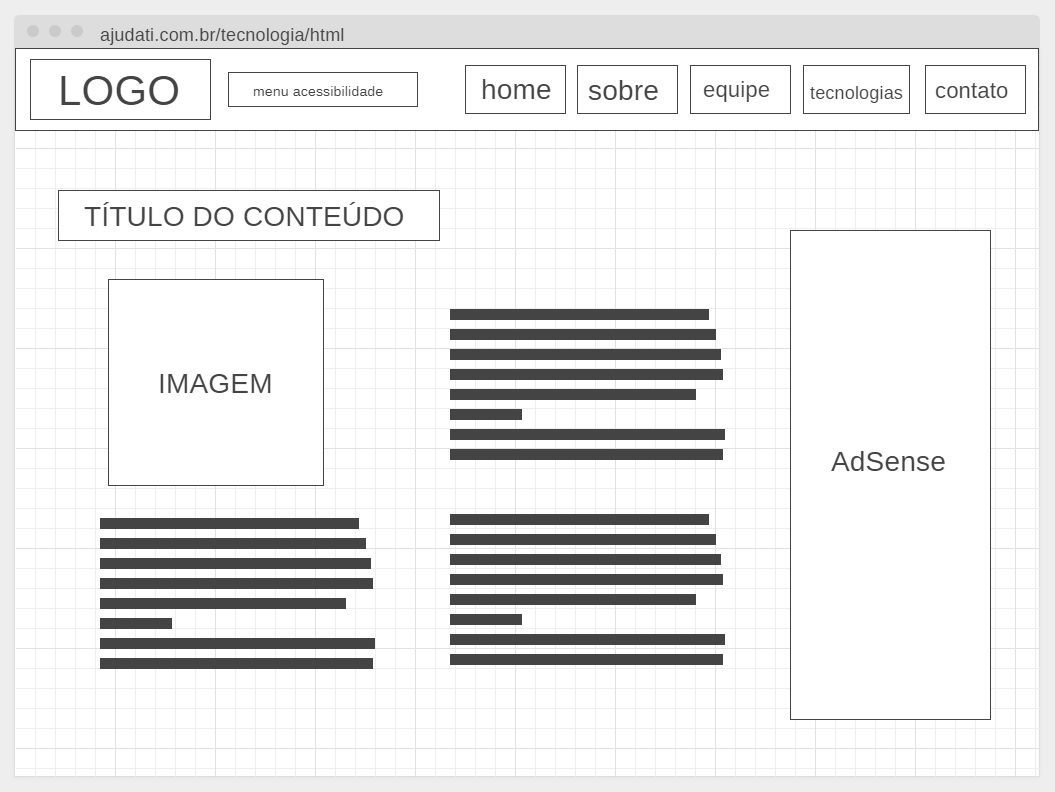 ajudati.com.br/tecnologia/html
LOGO
menu acessibilidade
home
sobre
equipe
tecnologias
contato
TÍTULO DO CONTEÚDO
IMAGEM
AdSense